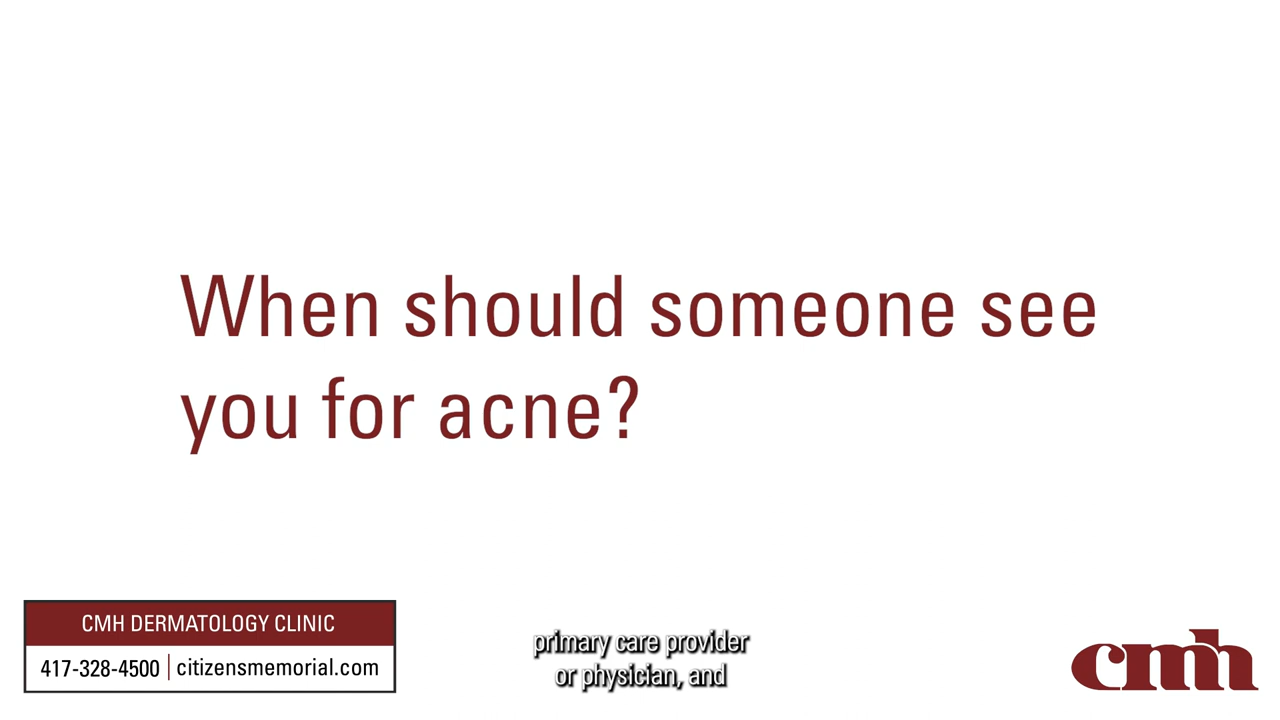 When should someone see
you for acne?
CMH DERMATOLOGY CLINIC
417-328-4500 | citizensmemorial.com
primary care provider
or physician, and
cmh